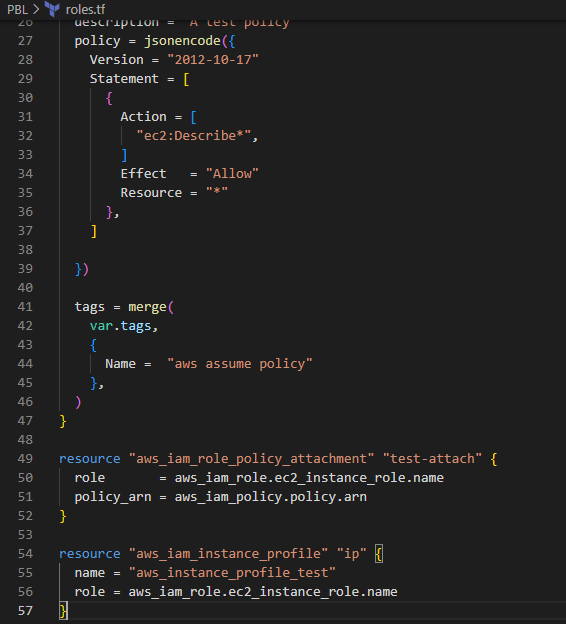 PBL > roles.tf
26 description = "A test policy"
27 policy = jsonencode({
28 Version = "2012-10-17"
29 Statement = [
30 {
31 Action = [
32 "ec2:Describe*",
33 ]
34 Effect   = "Allow"
35 Resource = "*"
36 },
37 ]
38
39 })
40
41 tags = merge(
42 var.tags,
43 {
44 Name =  "aws assume policy"
45 },
46 )
47 }
48
49 resource "aws_iam_role_policy_attachment" "test-attach" {
50 role       = aws_iam_role.ec2_instance_role.name
51 policy_arn = aws_iam_policy.policy.arn
52 }
53
54 resource "aws_iam_instance_profile" "ip" {
55 name = "aws_instance_profile_test"
56 role = aws_iam_role.ec2_instance_role.name
57 }